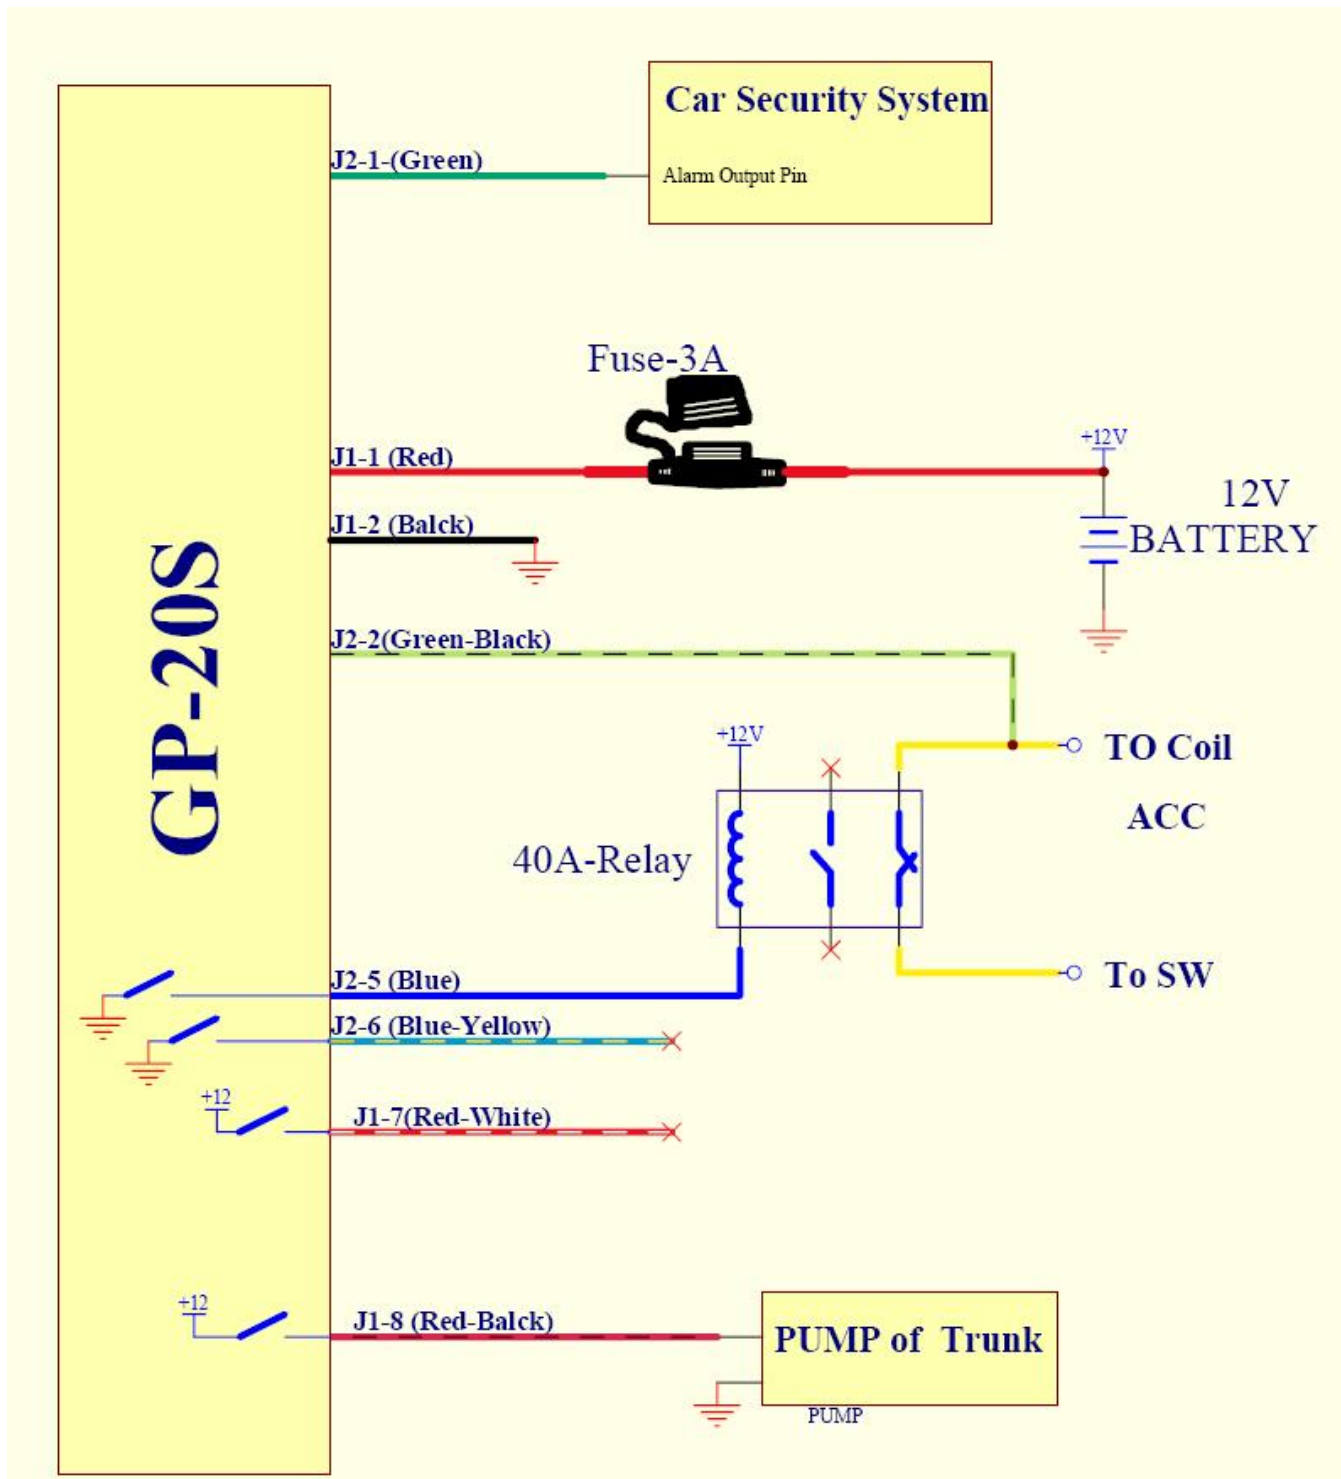 Car Security System
J2-1-(Green)
Alarm Output Pin
Fuse-3A
+12V
J1-1 (Red)
12V
BATTERY
J1-2 (Balck)
GP-20S
J2-2(Green-Black)
+12V
TO Coil
ACC
40A-Relay
J2-5 (Blue)
To SW
J2-6 (Blue-Yellow)
+12
J1-7(Red-White)
+12
J1-8 (Red-Balck)
PUMP of Trunk
PUMP